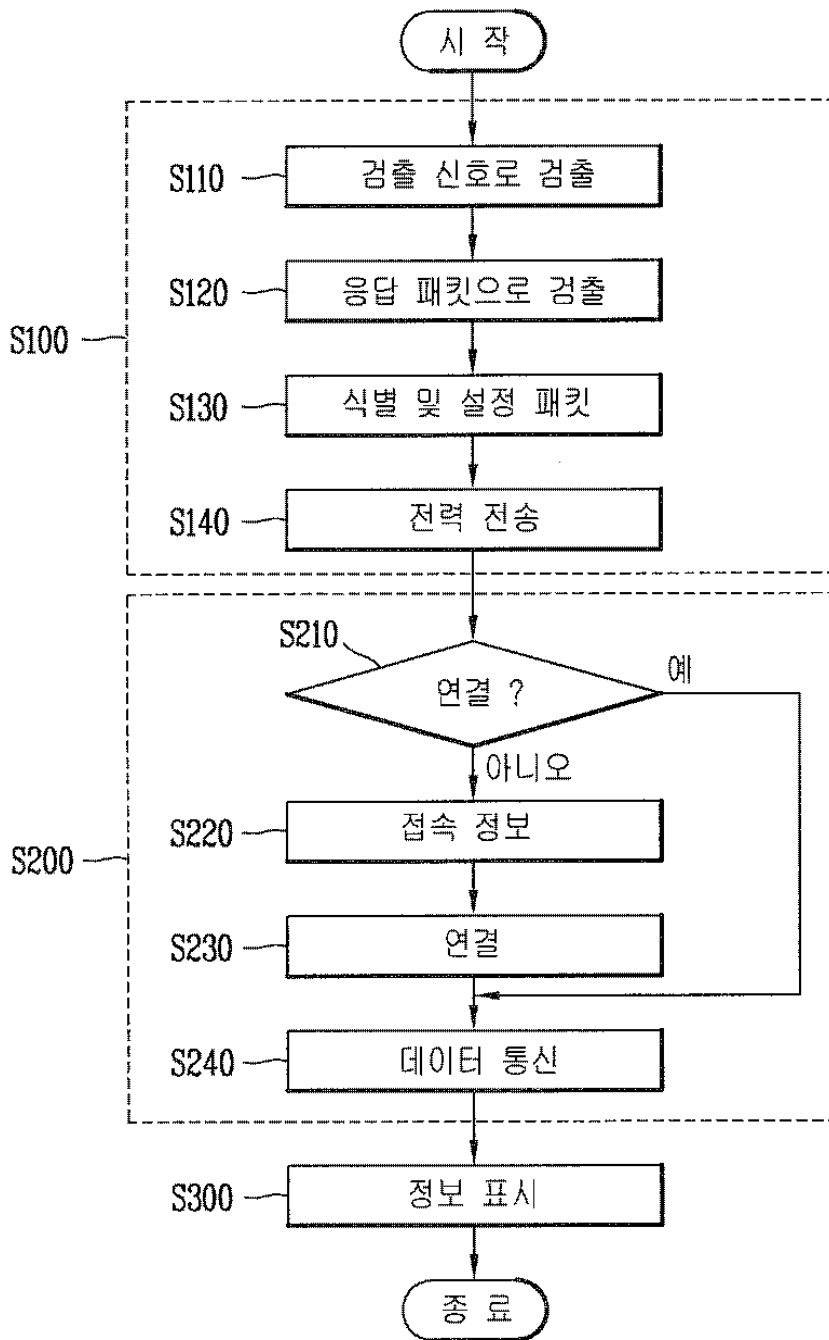 시 작
S110
검출 신호로 검출
S120
응답 패킷으로 검출
S100
S130
식별 및 설정 패킷
S140
전력 전송
S210
연결 ?
예
아니오
S220
접속 정보
S200
S230
연결
S240
데이터 통신
S300
정보 표시
종 료